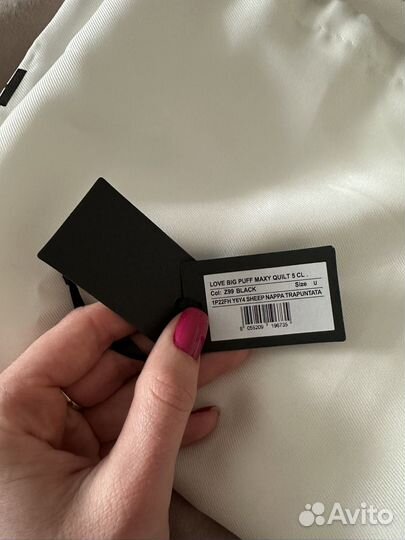 LOVE BIG PUFF MAXY QUILT 5 CL .
Col: Z99 BLACK Size U
1P22FH Y6Y4 SHEEP NAPPA TRAPUNTATA
8 055209 196735
Avito